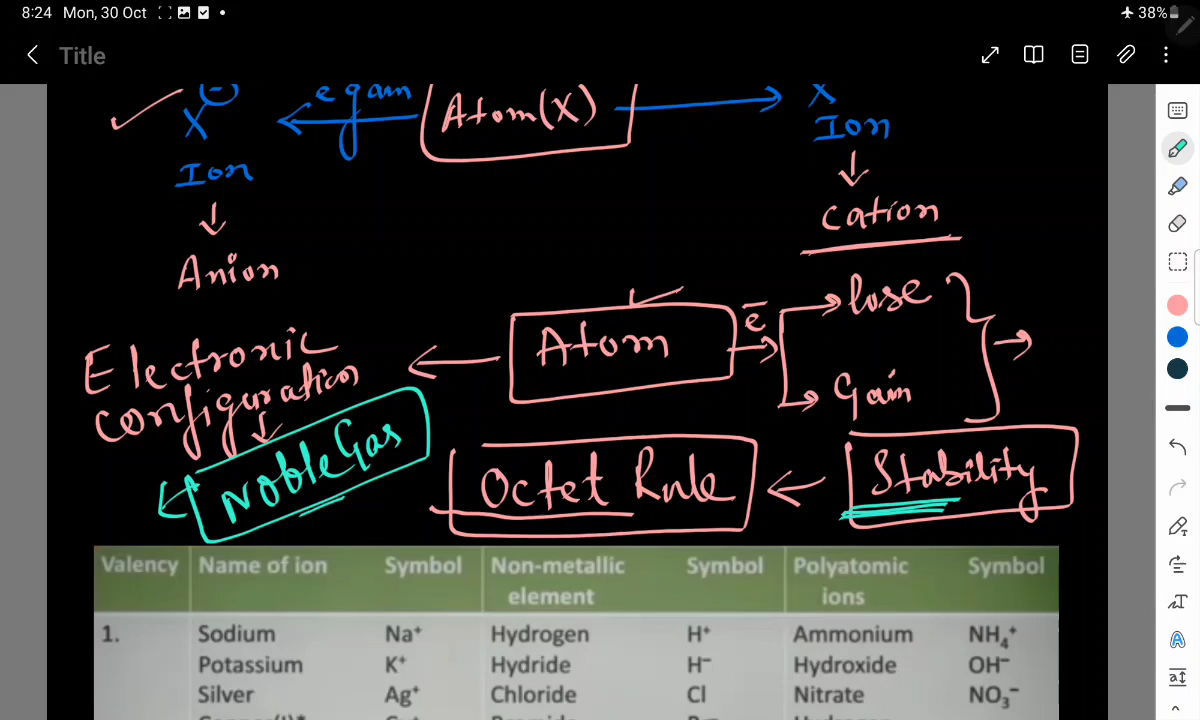 8:24 Mon, 30 Oct 38%
Title
X⊖ e gain Atom(X) X
Ion Ion
Anion cation
Electronic configuration Atom e̅ lose
Gain
Noble Gas Octet Rule Stability
Valency Name of ion Symbol Non-metallic element Symbol Polyatomic ions Symbol
1. Sodium Na⁺ Hydrogen H⁺ Ammonium NH₄⁺
Potassium K⁺ Hydride H⁻ Hydroxide OH⁻
Silver Ag⁺ Chloride Cl Nitrate NO₃⁻